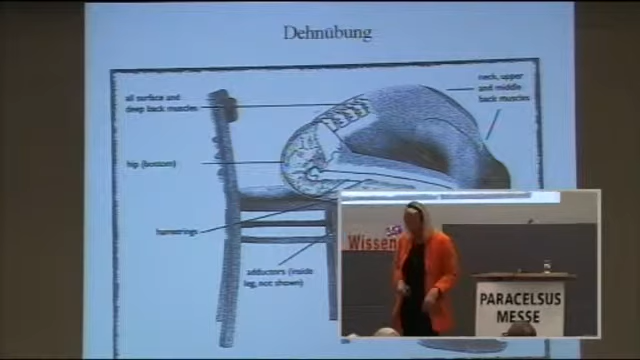 Dehnübung
all surface and
deep back muscles
neck, upper
and middle
back muscles
hip (bottom)
hamstrings
adductors (inside
leg, not shown)
Wissen
PARACELSUS
MESSE